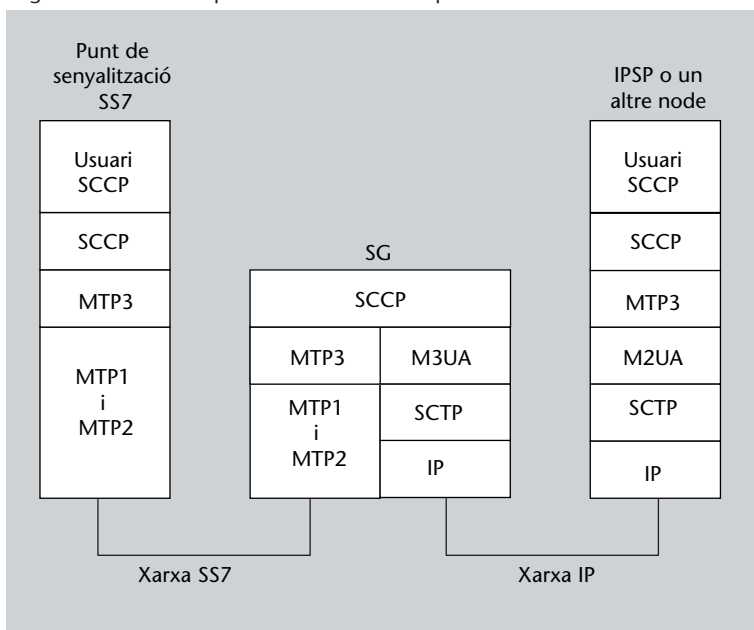 Punt de
senyalització
SS7
Usuari
SCCP
SCCP
MTP3
MTP1
i
MTP2
SG
SCCP
MTP3
M3UA
MTP1
i
MTP2
SCTP
IP
IPSP o un
altre node
Usuari
SCCP
SCCP
MTP3
M2UA
SCTP
IP
Xarxa SS7
Xarxa IP